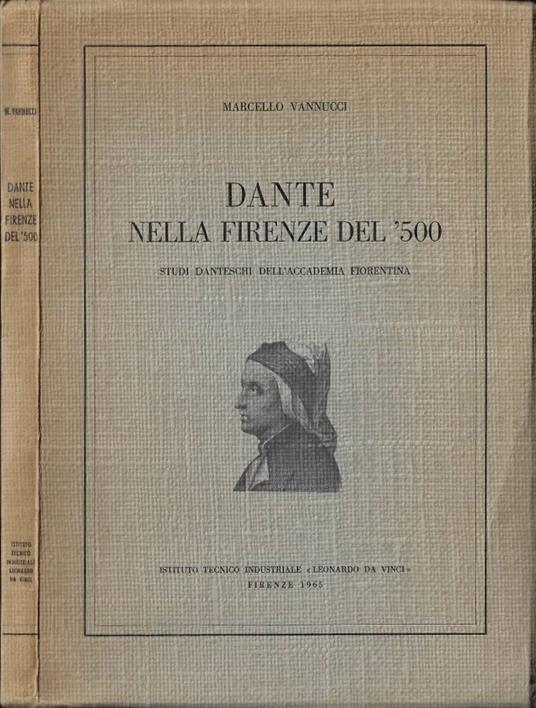 M. VANNUCCI
DANTE
NELLA
FIRENZE
DEL '500
ISTITUTO
TECNICO
INDUSTRIALE
LEONARDO
DA VINCI
MARCELLO VANNUCCI
DANTE
NELLA FIRENZE DEL '500
STUDI DANTESCHI DELL'ACCADEMIA FIORENTINA
ISTITUTO TECNICO INDUSTRIALE «LEONARDO DA VINCI»
FIRENZE 1965